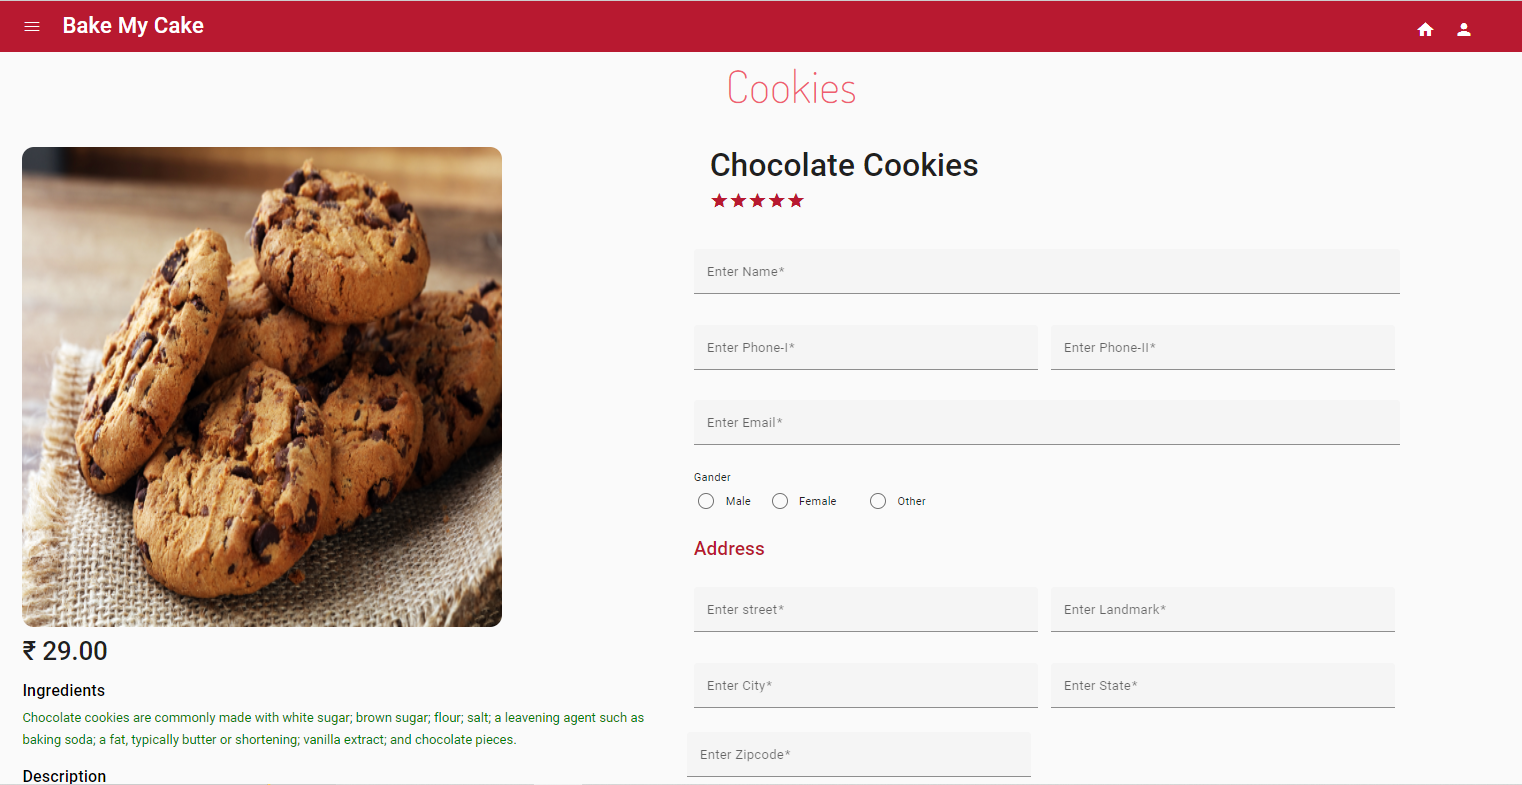 Bake My Cake
Cookies
Chocolate Cookies
Enter Name*
Enter Phone-I*
Enter Phone-II*
Enter Email*
Gander
Male
Female
Other
Address
Enter street*
Enter Landmark*
Enter City*
Enter State*
Enter Zipcode*
₹ 29.00
Ingredients
Chocolate cookies are commonly made with white sugar; brown sugar; flour; salt; a leavening agent such as
baking soda; a fat, typically butter or shortening; vanilla extract; and chocolate pieces.
Description